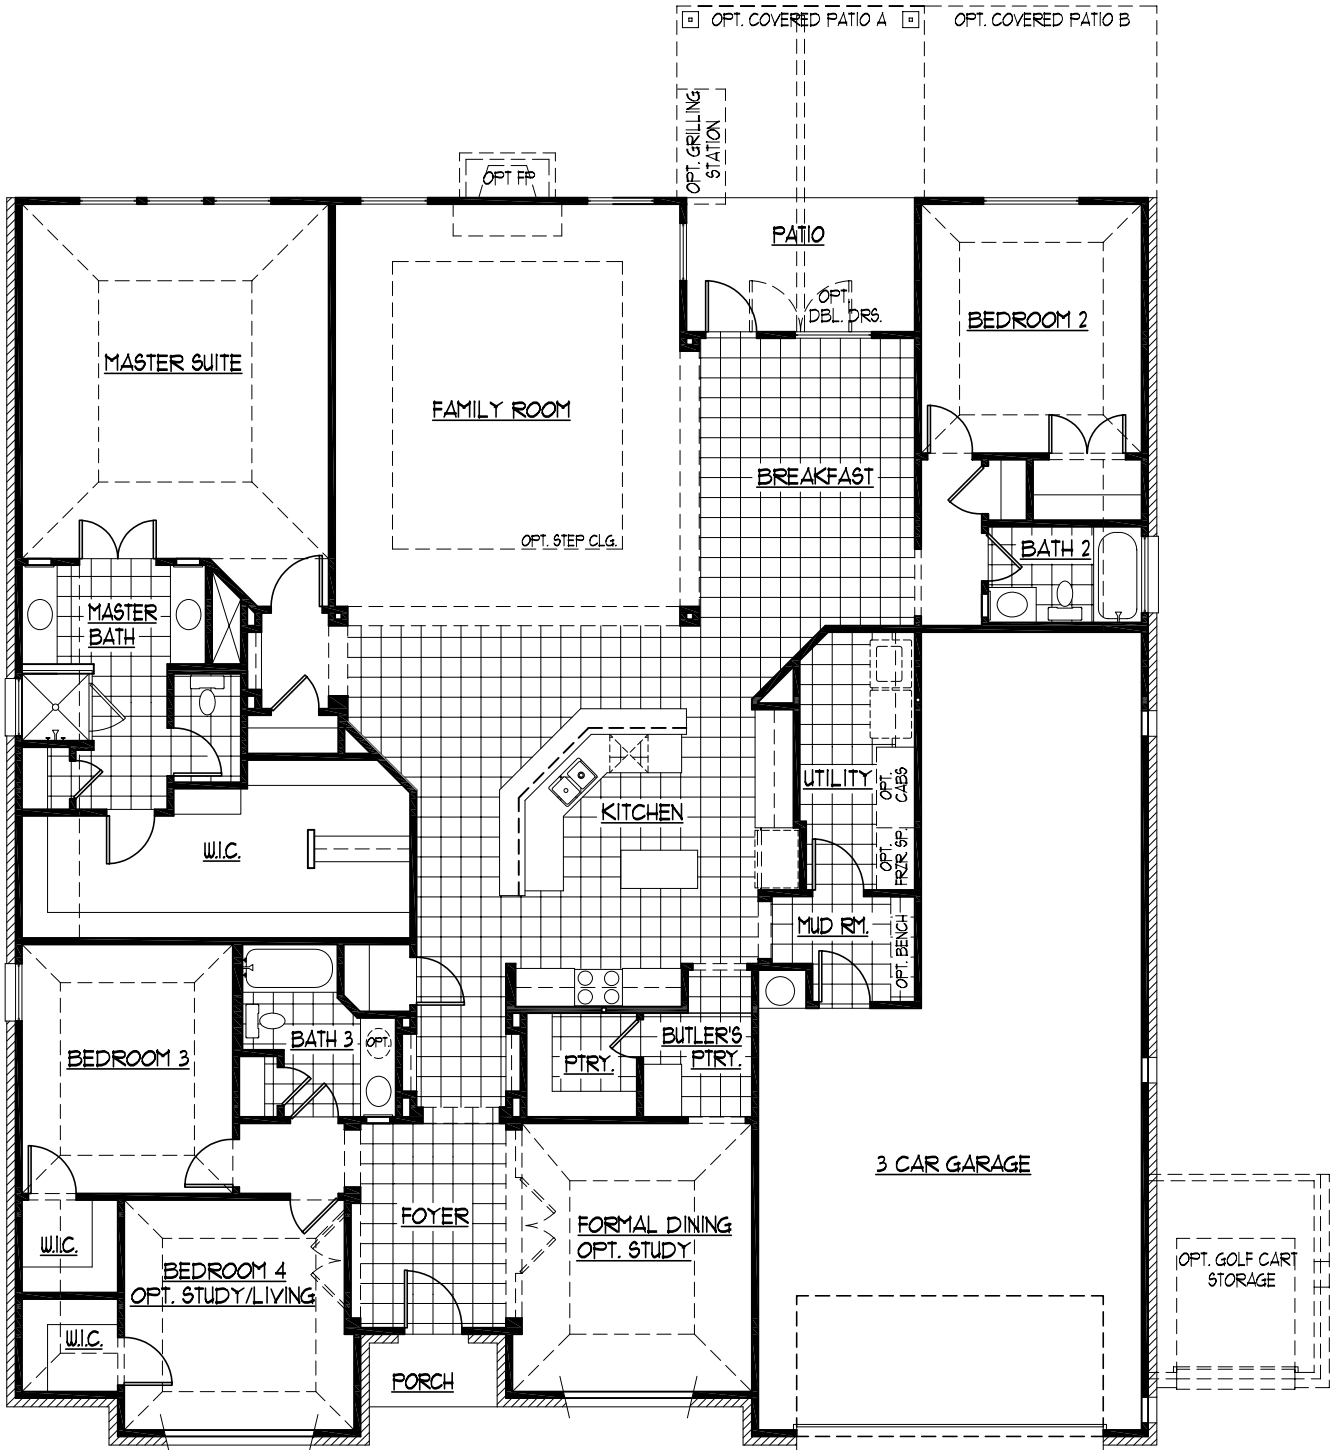 OPT. COVERED PATIO A
OPT. COVERED PATIO B
OPT. GRILLING
STATION
OPT FP
PATIO
OPT.
DBL. DRS.
BEDROOM 2
MASTER SUITE
FAMILY ROOM
BREAKFAST
OPT. STEP CLG.
BATH 2
MASTER
BATH
UTILITY
OPT.
CABS
KITCHEN
OPT.
FRZR SP.
W.I.C.
MUD RM.
OPT. BENCH
BEDROOM 3
BATH 3
OPT.
PTRY.
BUTLER'S
PTRY.
3 CAR GARAGE
FOYER
FORMAL DINING
OPT. STUDY
W.I.C.
BEDROOM 4
OPT. STUDY/LIVING
OPT. GOLF CART
STORAGE
W.I.C.
PORCH